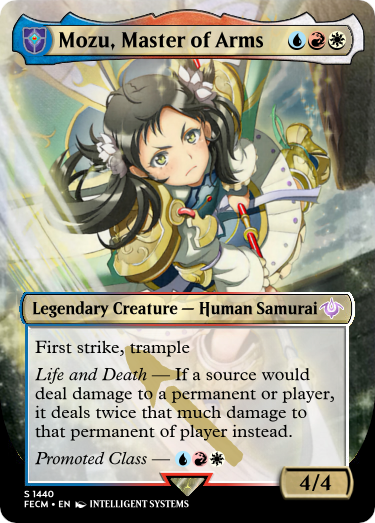 Mozu, Master of Arms
Legendary Creature — Human Samurai
First strike, trample
Life and Death — If a source would
deal damage to a permanent or player,
it deals twice that much damage to
that permanent of player instead.
Promoted Class —
4/4
S 1440
FECM • EN INTELLIGENT SYSTEMS